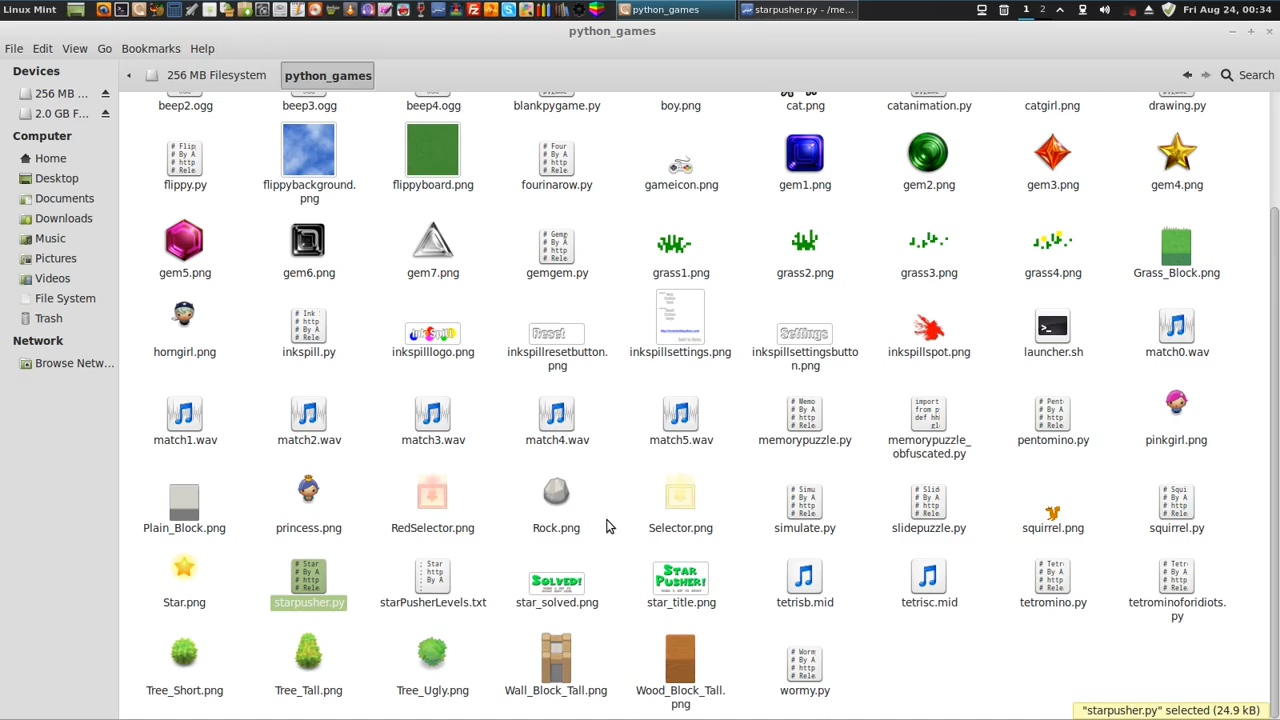 Linux Mint
python_games
starpusher.py – /me...
Fri Aug 24, 00:34
python_games
File Edit View Go Bookmarks Help
Devices
256 MB ...
2.0 GB F...
Computer
Home
Desktop
Documents
Downloads
Music
Pictures
Videos
File System
Trash
Network
Browse Netw...
256 MB Filesystem
python_games
Search
beep2.ogg beep3.ogg beep4.ogg blankpygame.py boy.png cat.png catanimation.py catgirl.png drawing.py
flippy.py flippybackground.png flippyboard.png fourinarow.py gameicon.png gem1.png gem2.png gem3.png gem4.png
gem5.png gem6.png gem7.png gemgem.py grass1.png grass2.png grass3.png grass4.png Grass_Block.png
horngirl.png inkspill.py inkspilllogo.png inkspillresetbutton.png inkspillsettings.png inkspillsettingsbutton.png inkspillspot.png launcher.sh match0.wav
match1.wav match2.wav match3.wav match4.wav match5.wav memorypuzzle.py memorypuzzle_obfuscated.py pentomino.py pinkgirl.png
Plain_Block.png princess.png RedSelector.png Rock.png Selector.png simulate.py slidepuzzle.py squirrel.png squirrel.py
SOLVED!
STAR
PUSHER!
Star.png starpusher.py starPusherLevels.txt star_solved.png star_title.png tetrisb.mid tetrisc.mid tetromino.py tetrominoforidiots.py
Tree_Short.png Tree_Tall.png Tree_Ugly.png Wall_Block_Tall.png Wood_Block_Tall.png wormy.py
"starpusher.py" selected (24.9 kB)